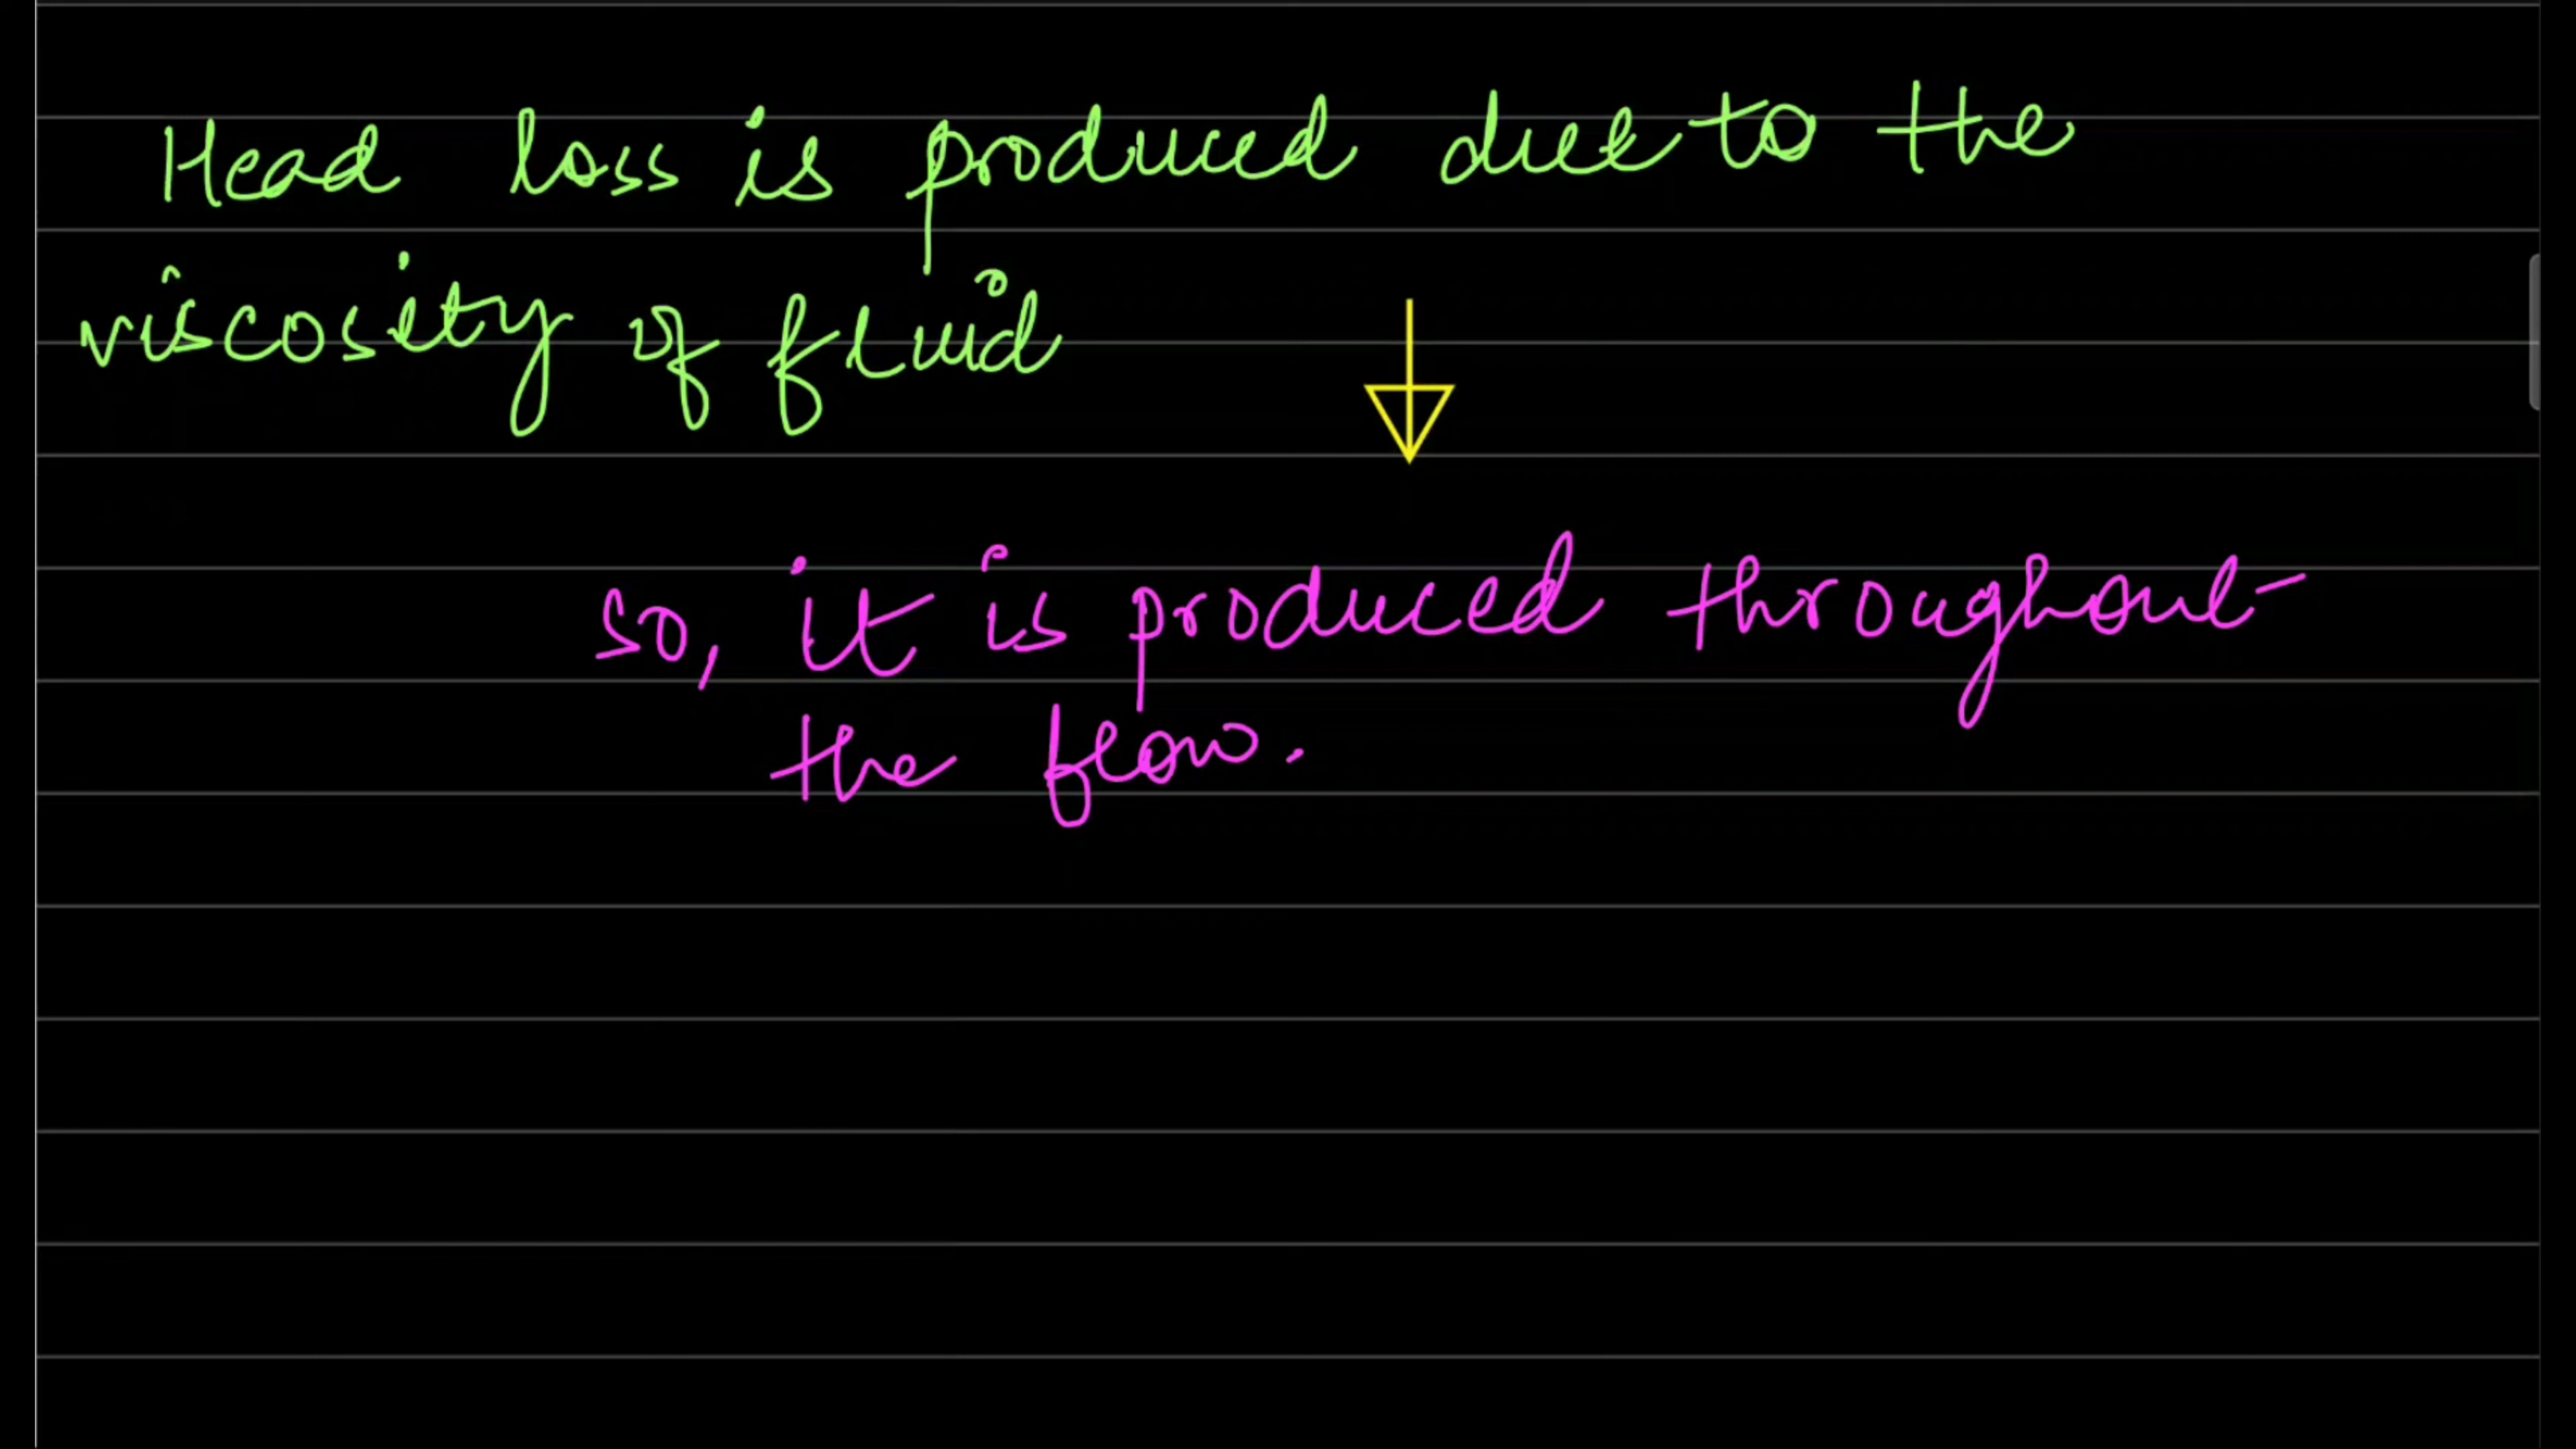 Head loss is produced due to the
viscosity of fluid
so, it is produced throughout
the flow.